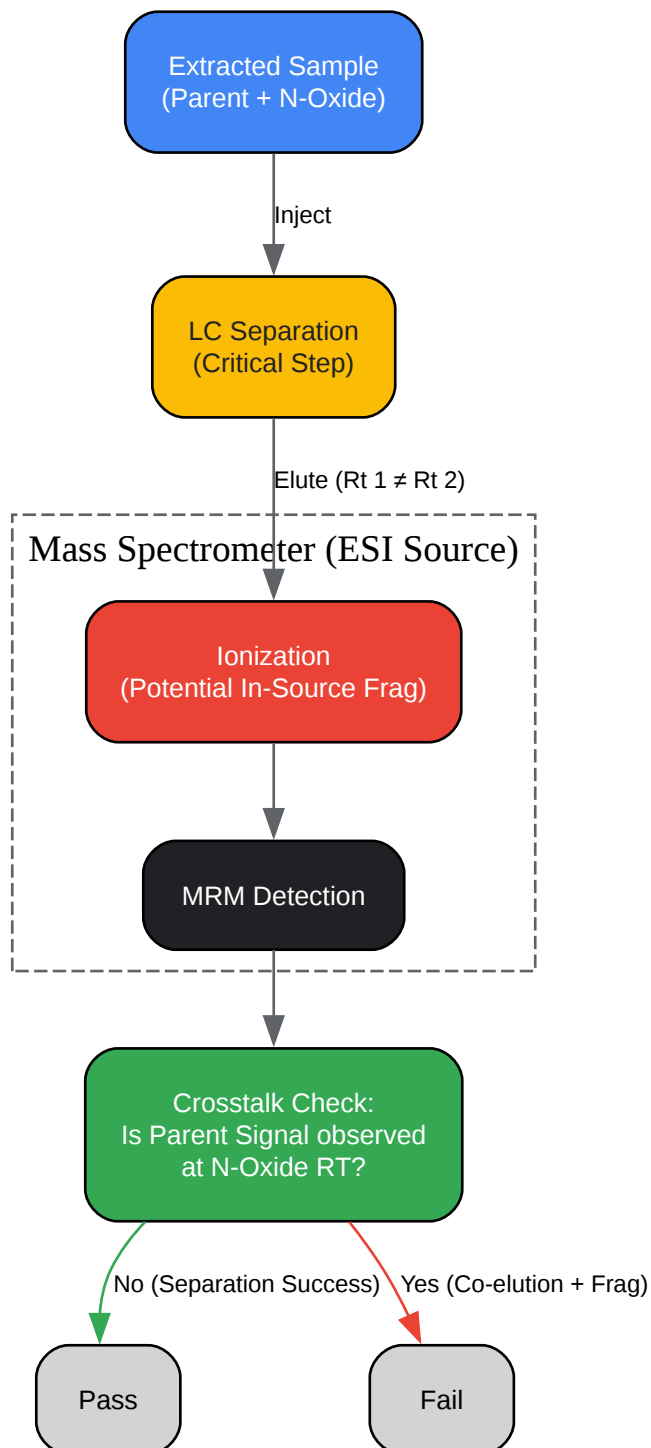 Extracted Sample
(Parent + N-Oxide)
Inject
LC Separation
(Critical Step)
Elute (Rt 1 ≠ Rt 2)
Mass Spectrometer (ESI Source)
Ionization
(Potential In-Source Frag)
MRM Detection
Crosstalk Check:
Is Parent Signal observed
at N-Oxide RT?
No (Separation Success)
Yes (Co-elution + Frag)
Pass
Fail